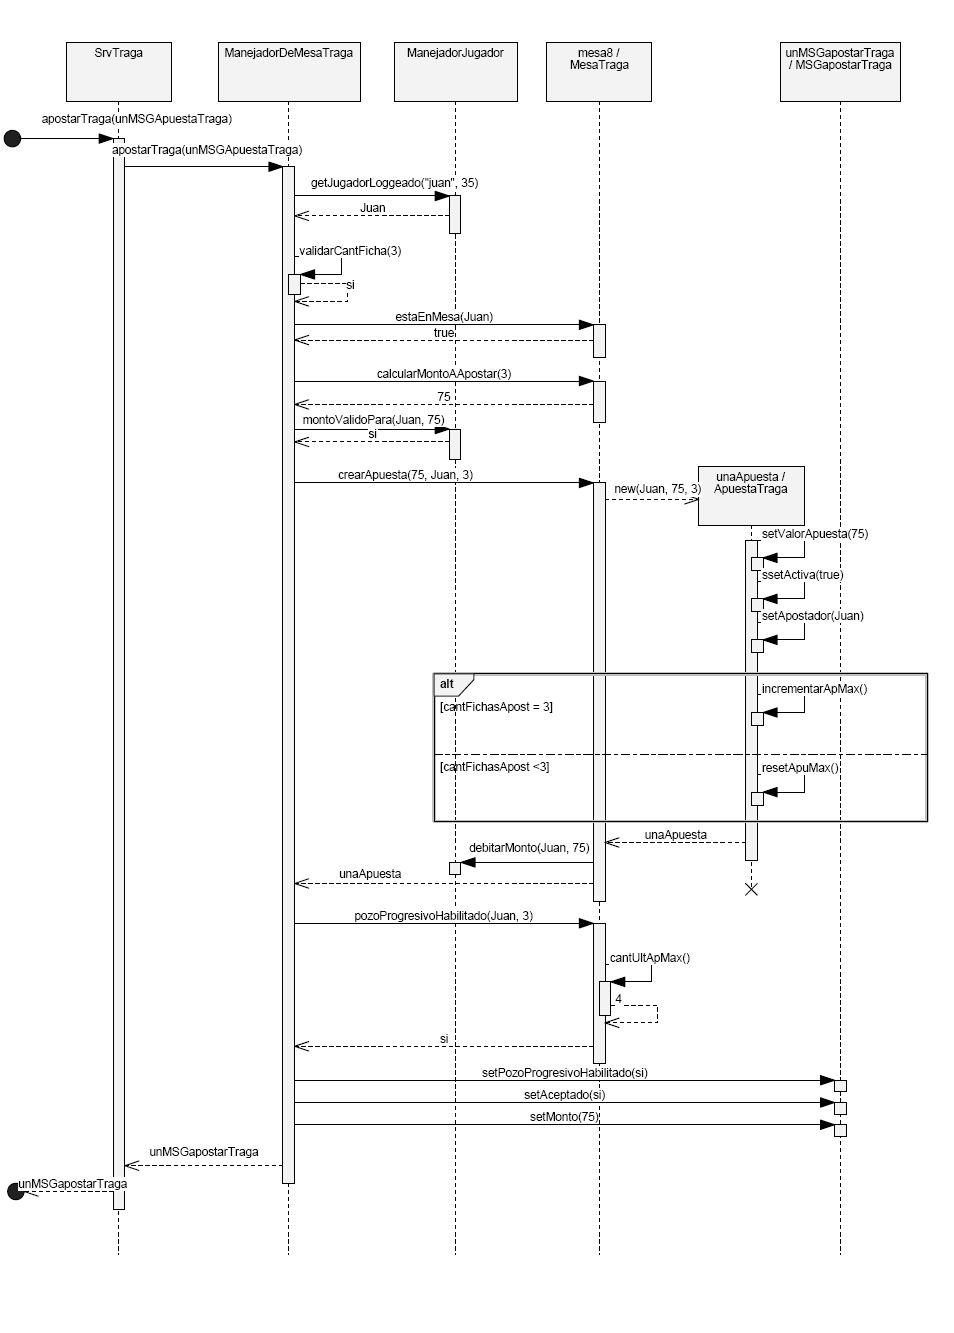 SrvTraga
ManejadorDeMesaTraga
ManejadorJugador
mesa8 /
MesaTraga
unMSGapostarTraga
/ MSGapostarTraga
apostarTraga(unMSGApuestaTraga)
apostarTraga(unMSGApuestaTraga)
getJugadorLoggeado("juan", 35)
Juan
validarCantFicha(3)
si
estaEnMesa(Juan)
true
calcularMontoAApostar(3)
75
montoValidoPara(Juan, 75)
si
crearApuesta(75, Juan, 3)
new(Juan, 75, 3)
unaApuesta /
ApuestaTraga
setValorApuesta(75)
ssetActiva(true)
setApostador(Juan)
alt
[cantFichasApost = 3]
incrementarApMax()
[cantFichasApost <3]
resetApuMax()
unaApuesta
debitarMonto(Juan, 75)
unaApuesta
pozoProgresivoHabilitado(Juan, 3)
cantUltApMax()
4
si
setPozoProgresivoHabilitado(si)
setAceptado(si)
setMonto(75)
unMSGapostarTraga
unMSGapostarTraga